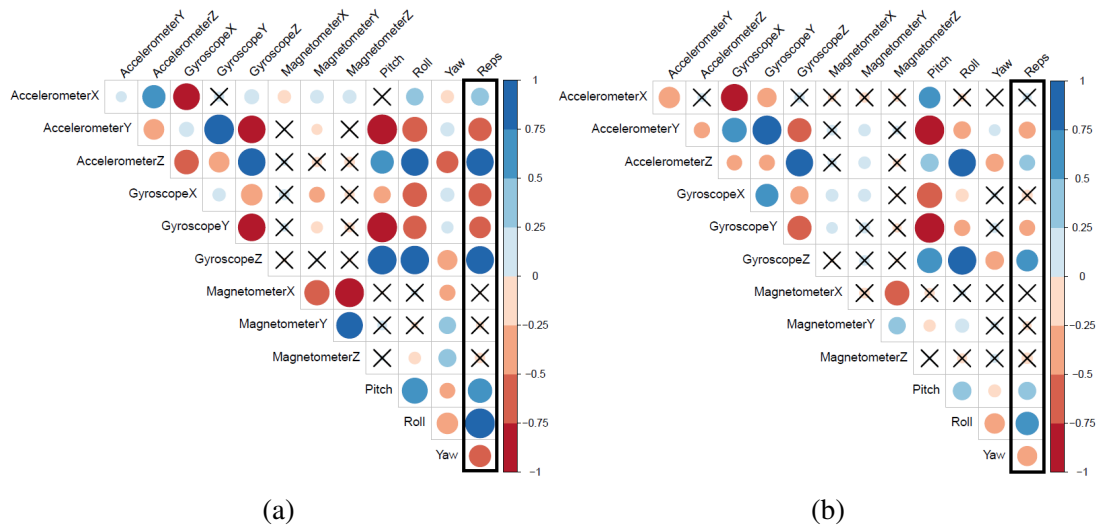 AccelerometerY
AccelerometerZ
GyroscopeX
GyroscopeY
GyroscopeZ
MagnetometerX
MagnetometerY
MagnetometerZ
Pitch
Roll
Yaw
Reps
AccelerometerX
AccelerometerY
AccelerometerZ
GyroscopeX
GyroscopeY
GyroscopeZ
MagnetometerX
MagnetometerY
MagnetometerZ
Pitch
Roll
Yaw
1
0.75
0.5
0.25
0
−0.25
−0.5
−0.75
−1
(a)
AccelerometerY
AccelerometerZ
GyroscopeX
GyroscopeY
GyroscopeZ
MagnetometerX
MagnetometerY
MagnetometerZ
Pitch
Roll
Yaw
Reps
AccelerometerX
AccelerometerY
AccelerometerZ
GyroscopeX
GyroscopeY
GyroscopeZ
MagnetometerX
MagnetometerY
MagnetometerZ
Pitch
Roll
Yaw
1
0.75
0.5
0.25
0
−0.25
−0.5
−0.75
−1
(b)